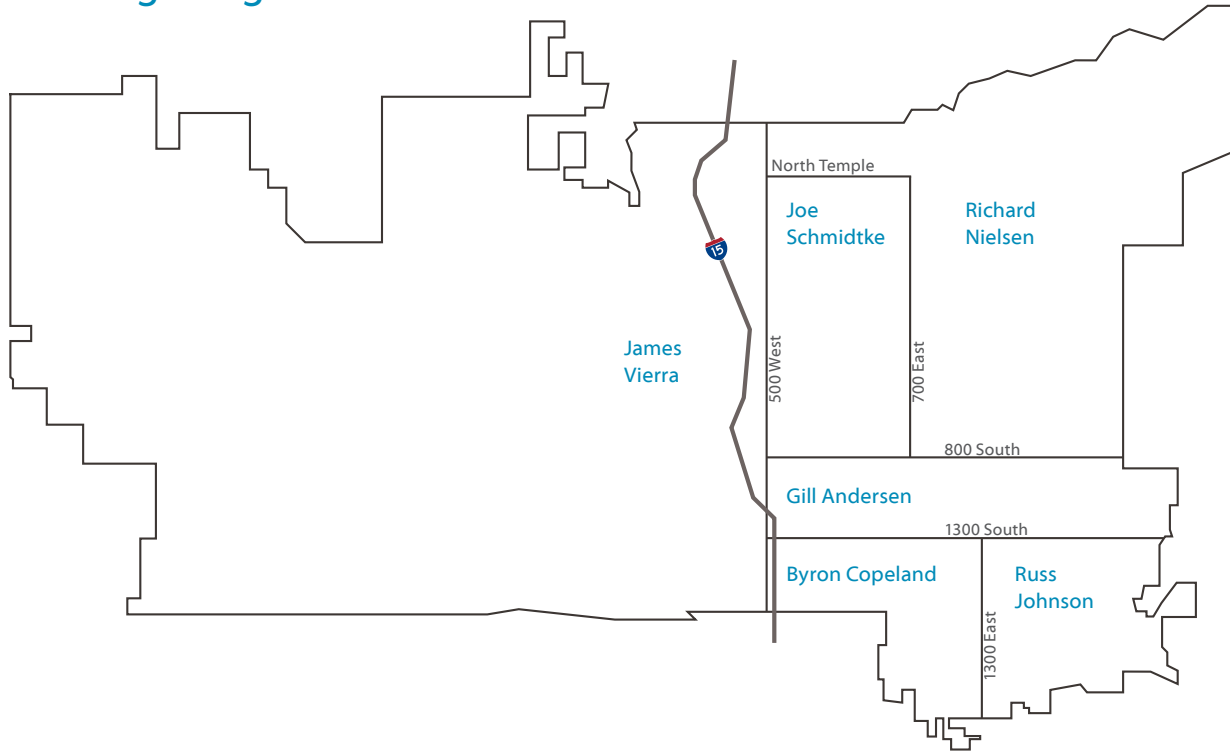 North Temple
Joe
Schmidtke
Richard
Nielsen
15
James
Vierra
500 West
700 East
800 South
Gill Andersen
1300 South
Byron Copeland
Russ
Johnson
1300 East